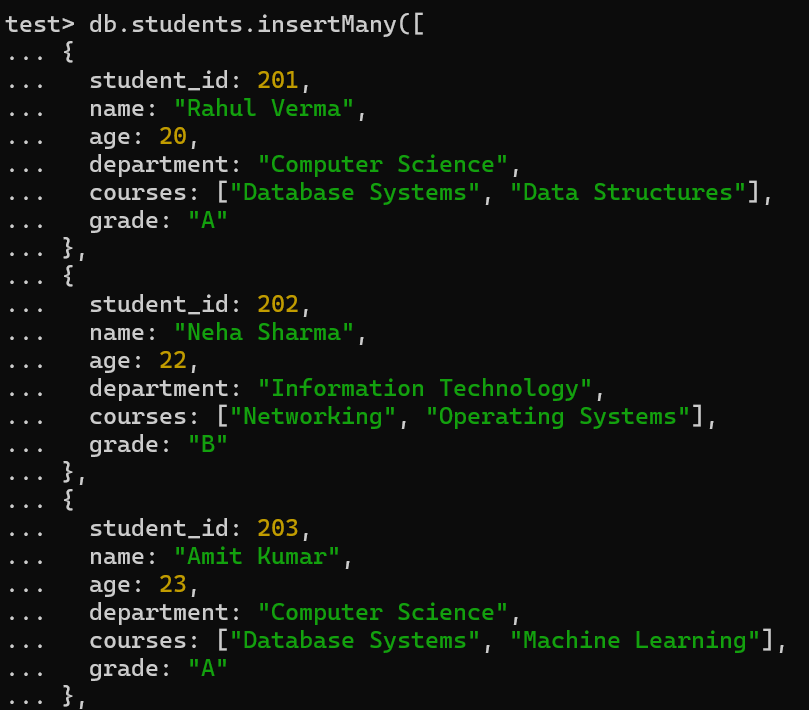 test> db.students.insertMany([
... {
...   student_id: 201,
...   name: "Rahul Verma",
...   age: 20,
...   department: "Computer Science",
...   courses: ["Database Systems", "Data Structures"],
...   grade: "A"
... },
... {
...   student_id: 202,
...   name: "Neha Sharma",
...   age: 22,
...   department: "Information Technology",
...   courses: ["Networking", "Operating Systems"],
...   grade: "B"
... },
... {
...   student_id: 203,
...   name: "Amit Kumar",
...   age: 23,
...   department: "Computer Science",
...   courses: ["Database Systems", "Machine Learning"],
...   grade: "A"
... },